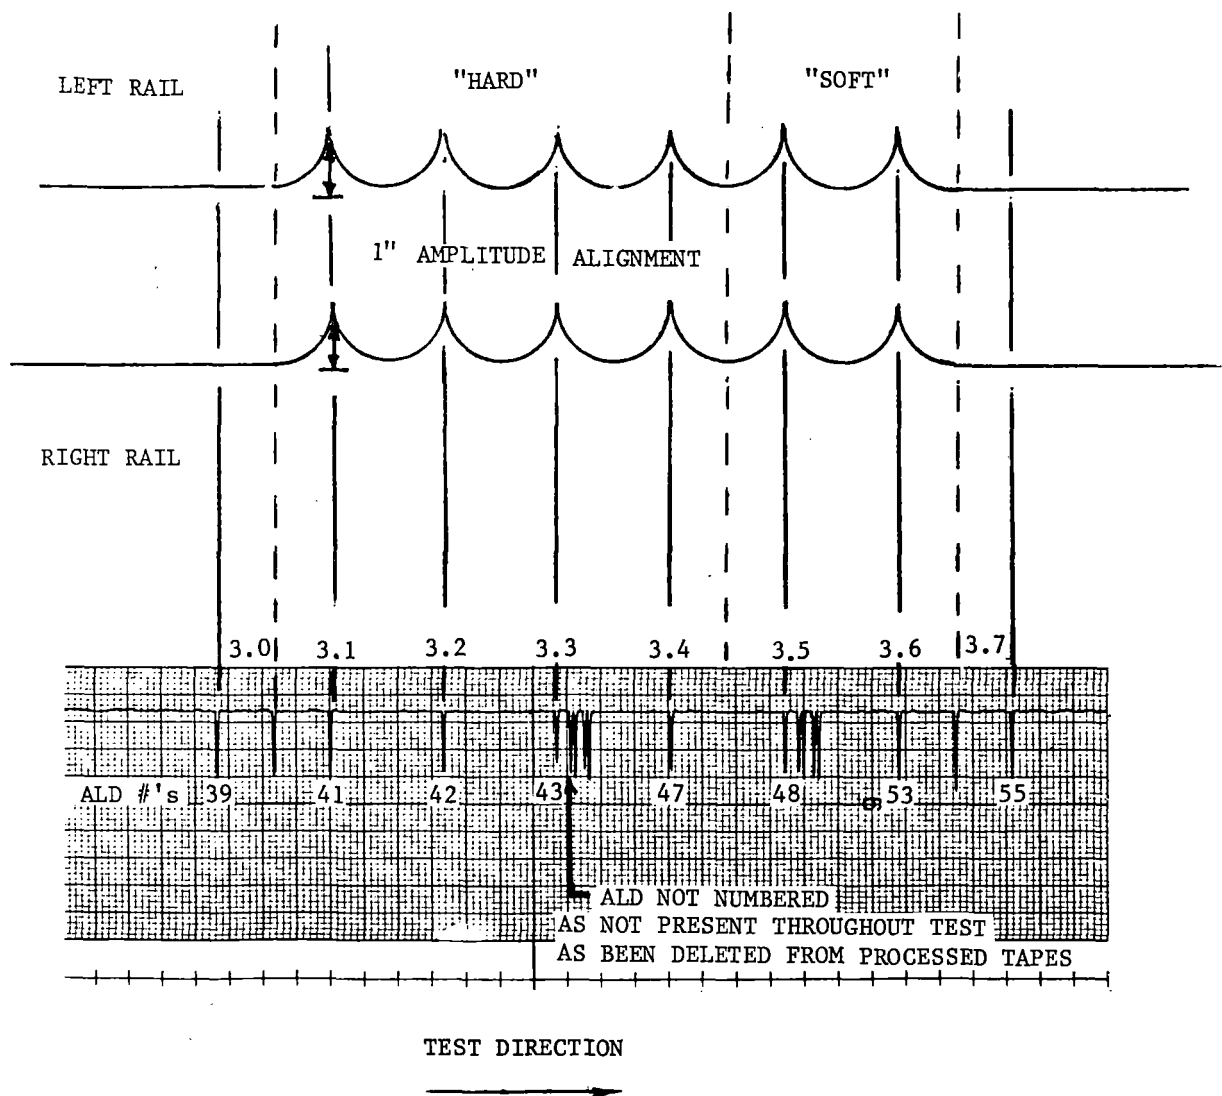 LEFT RAIL
"HARD"
"SOFT"
1" AMPLITUDE ALIGNMENT
RIGHT RAIL
3.0 3.1 3.2 3.3 3.4 3.5 3.6 3.7
ALD #'s 39 41 42 43 47 48 53 55
ALD NOT NUMBERED
AS NOT PRESENT THROUGHOUT TEST
AS BEEN DELETED FROM PROCESSED TAPES
TEST DIRECTION